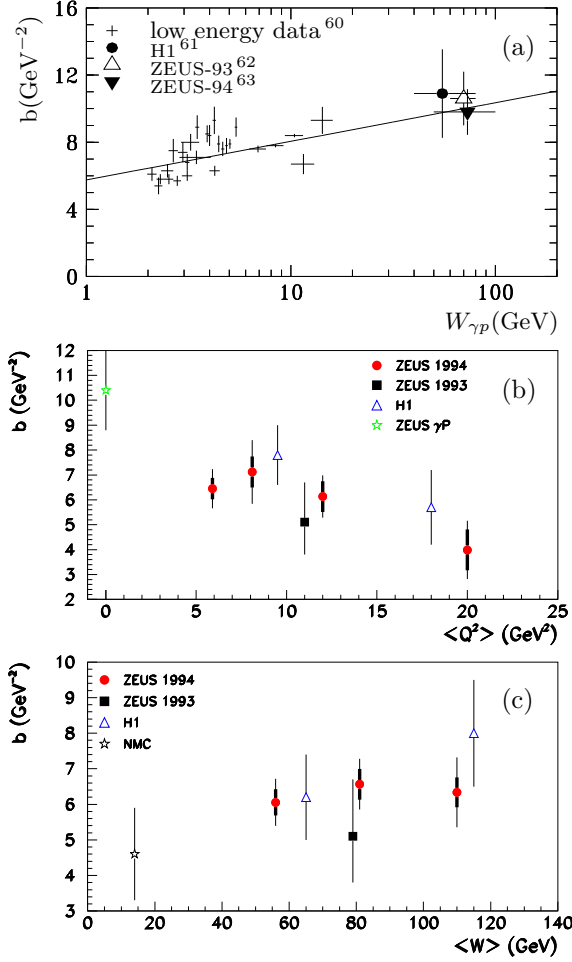 low energy data 60
H1 61
ZEUS-93 62
ZEUS-94 63
(a)
b(GeV⁻²)
16
12
8
4
0
1
10
100
Wγp(GeV)
b (GeV⁻²)
12
11
10
9
8
7
6
5
4
3
2
ZEUS 1994
ZEUS 1993
H1
ZEUS γP
(b)
0
5
10
15
20
25
<Q²> (GeV²)
b (GeV⁻²)
10
9
8
7
6
5
4
3
ZEUS 1994
ZEUS 1993
H1
NMC
(c)
0
20
40
60
80
100
120
140
<W> (GeV)